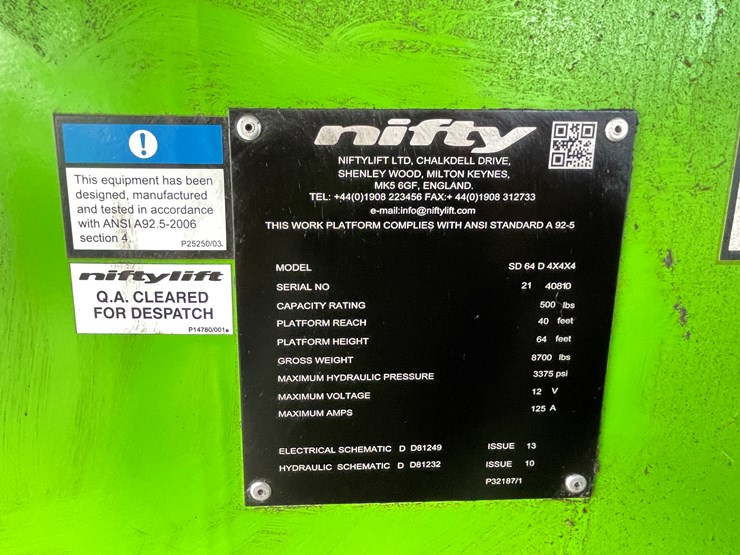 This equipment has been
designed, manufactured
and tested in accordance
with ANSI A92.5-2006
section 4.
P25250/03
niftylift
Q.A. CLEARED
FOR DESPATCH
P14780/001
nifty
NIFTYLIFT LTD, CHALKDELL DRIVE,
SHENLEY WOOD, MILTON KEYNES,
MK5 6GF, ENGLAND.
TEL: +44(0)1908 223456 FAX:+ 44(0)1908 312733
e-mail:info@niftylift.com
THIS WORK PLATFORM COMPLIES WITH ANSI STANDARD A 92-5
MODEL SD 64 D 4X4X4
SERIAL NO 21 40810
CAPACITY RATING 500 lbs
PLATFORM REACH 40 feet
PLATFORM HEIGHT 64 feet
GROSS WEIGHT 8700 lbs
MAXIMUM HYDRAULIC PRESSURE 3375 psi
MAXIMUM VOLTAGE 12 V
MAXIMUM AMPS 125 A
ELECTRICAL SCHEMATIC D D81249 ISSUE 13
HYDRAULIC SCHEMATIC D D81232 ISSUE 10
P32187/1